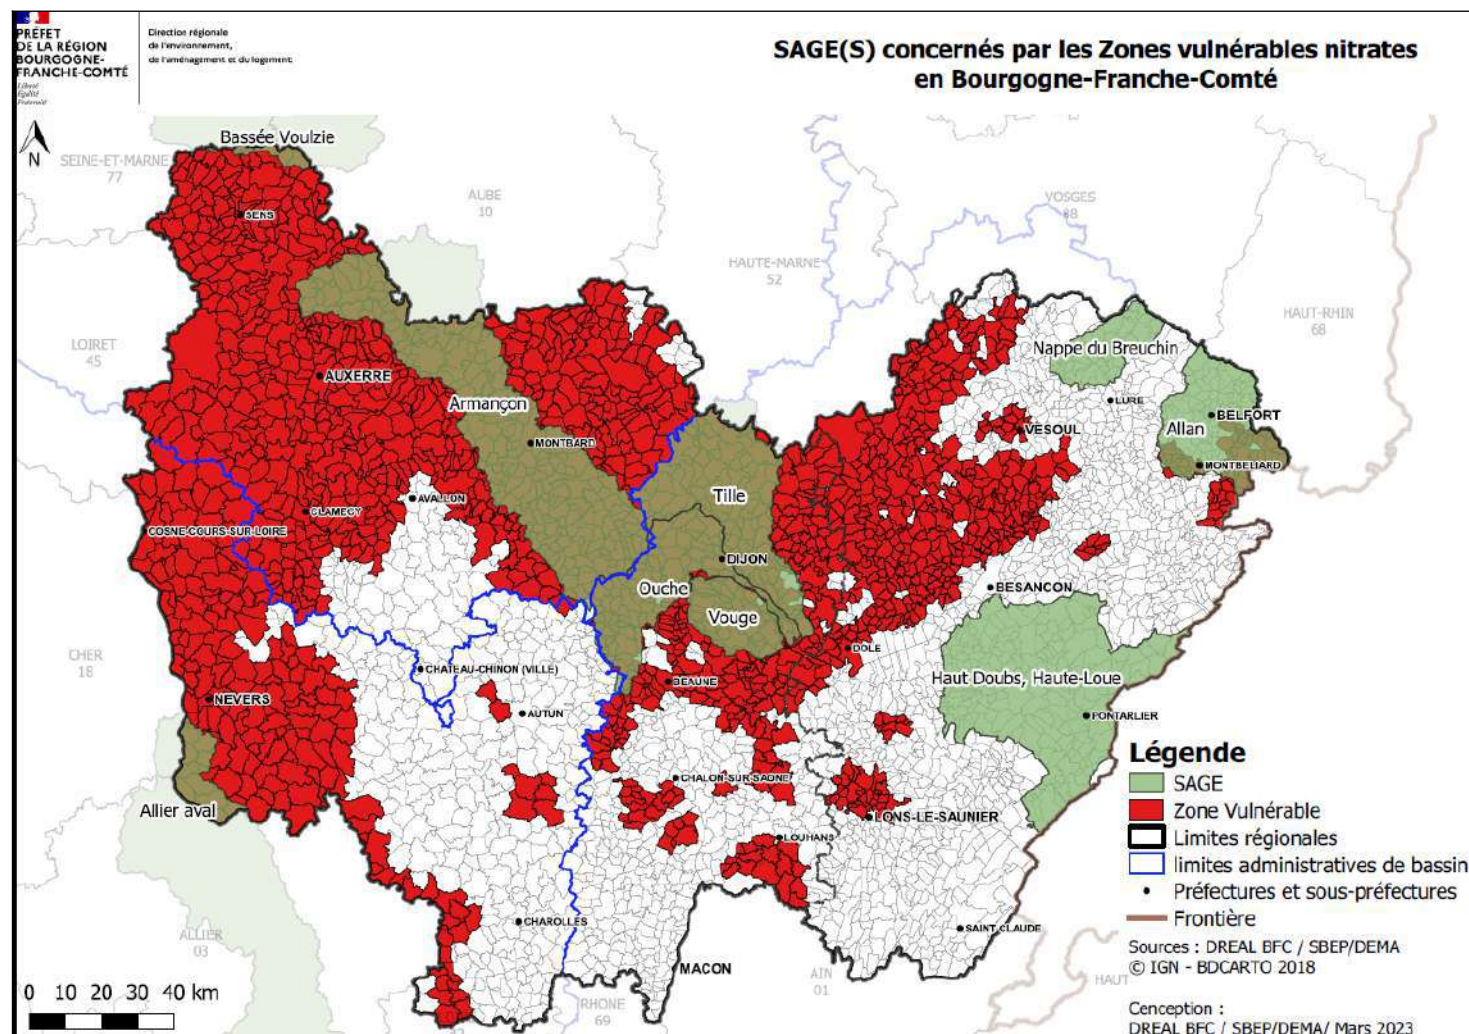 PRÉFET
DE LA RÉGION
BOURGOGNE-
FRANCHE-COMTÉ
Liberté
Égalité
Fraternité
Direction régionale
de l'environnement,
de l'aménagement et du logement
SAGE(S) concernés par les Zones vulnérables nitrates
en Bourgogne-Franche-Comté
N
Bassée Voulzie
SEINE-ET-MARNE
77
AUBE
10
VOSGES
88
SENS
HAUTE-MARNE
52
HAUT-RHIN
68
LOIRET
45
Nappe du Breuchin
AUXERRE
Armançon
LURE
BELFORT
Allan
VESOUL
MONTBARD
MONTBELIARD
AVALLON
Tille
CLAMECY
COSNE-COURS-SUR-LOIRE
DIJON
Ouche
BESANCON
Vouge
CHER
18
DOLE
CHATEAU-CHINON (VILLE)
BEAUNE
Haut Doubs, Haute-Loue
NEVERS
AUTUN
PONTARLIER
Allier aval
CHALON-SUR-SAONE
LONS-LE-SAUNIER
LOUHANS
CHAROLLES
SAINT CLAUDE
ALLIER
03
MACON
AIN
01
HAUT
RHONE
69
Légende
SAGE
Zone Vulnérable
Limites régionales
limites administratives de bassin
Préfectures et sous-préfectures
Frontière
Sources : DREAL BFC / SBEP/DEMA
© IGN - BDCARTO 2018
Cenception :
DREAL BFC / SBEP/DEMA/ Mars 2023
0 10 20 30 40 km